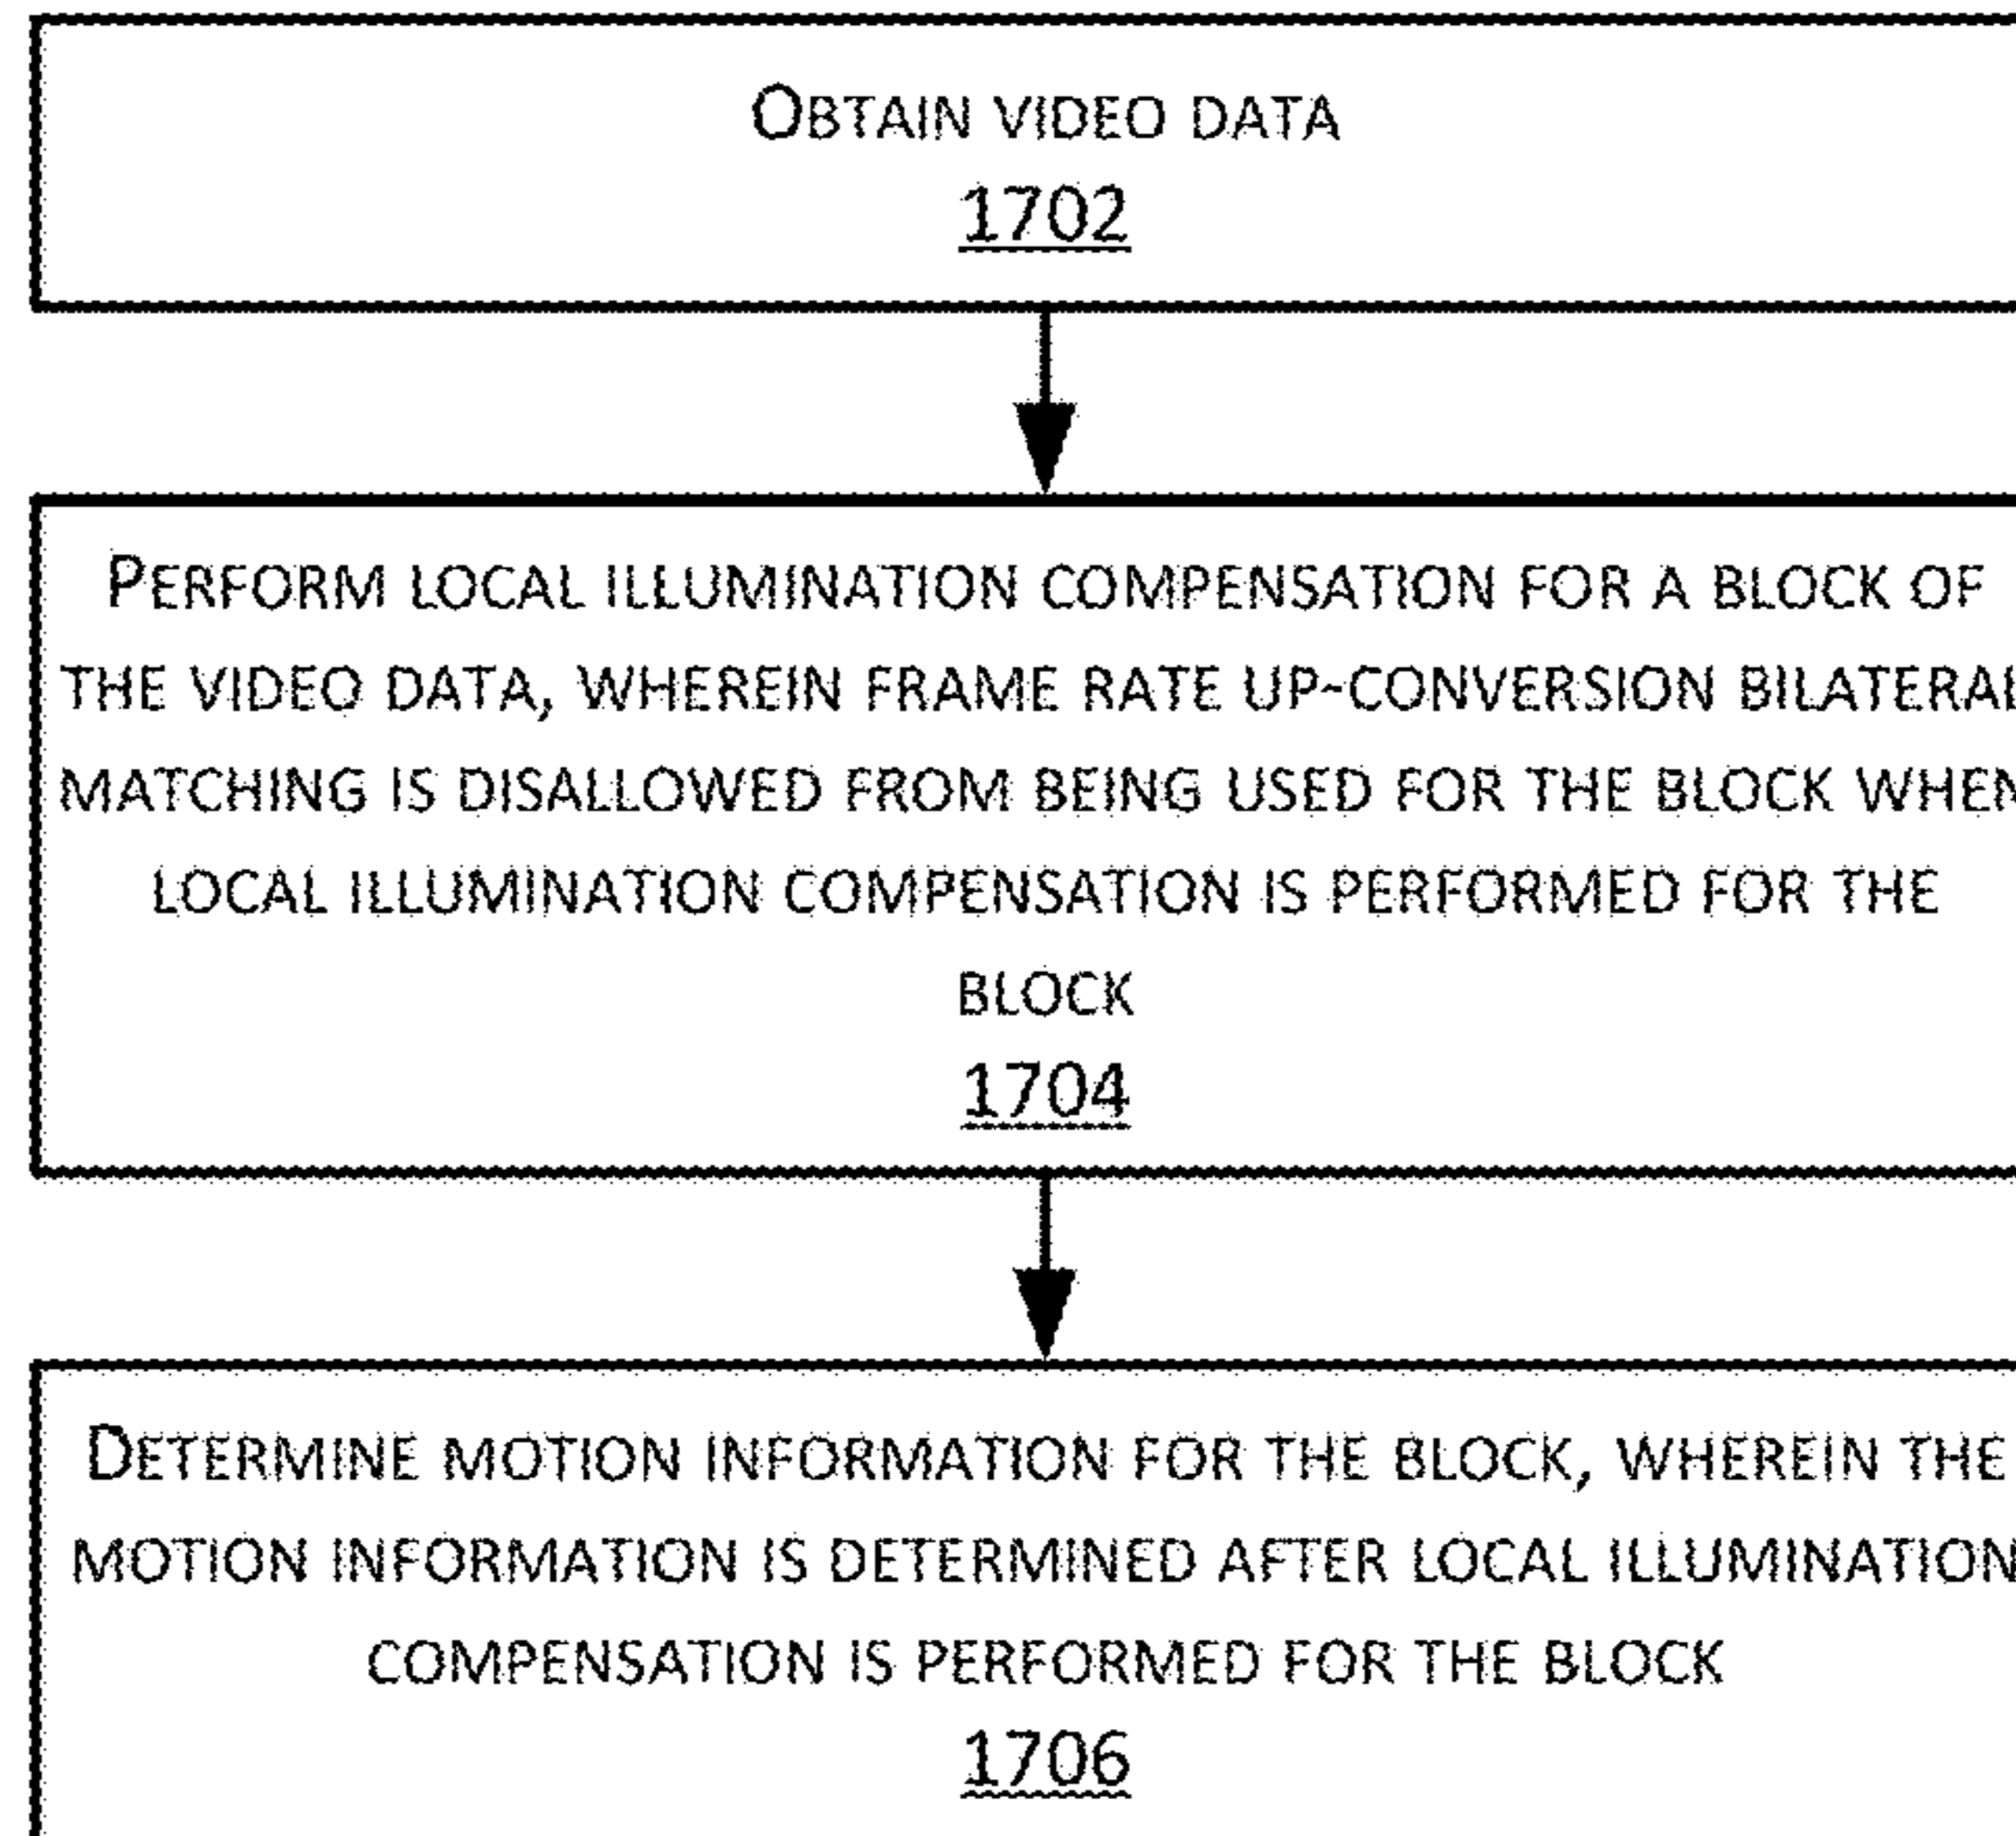 OBTAIN VIDEO DATA
1702
PERFORM LOCAL ILLUMINATION COMPENSATION FOR A BLOCK OF
THE VIDEO DATA, WHEREIN FRAME RATE UP-CONVERSION BILATERAL
MATCHING IS DISALLOWED FROM BEING USED FOR THE BLOCK WHEN
LOCAL ILLUMINATION COMPENSATION IS PERFORMED FOR THE
BLOCK
1704
DETERMINE MOTION INFORMATION FOR THE BLOCK, WHEREIN THE
MOTION INFORMATION IS DETERMINED AFTER LOCAL ILLUMINATION
COMPENSATION IS PERFORMED FOR THE BLOCK
1706